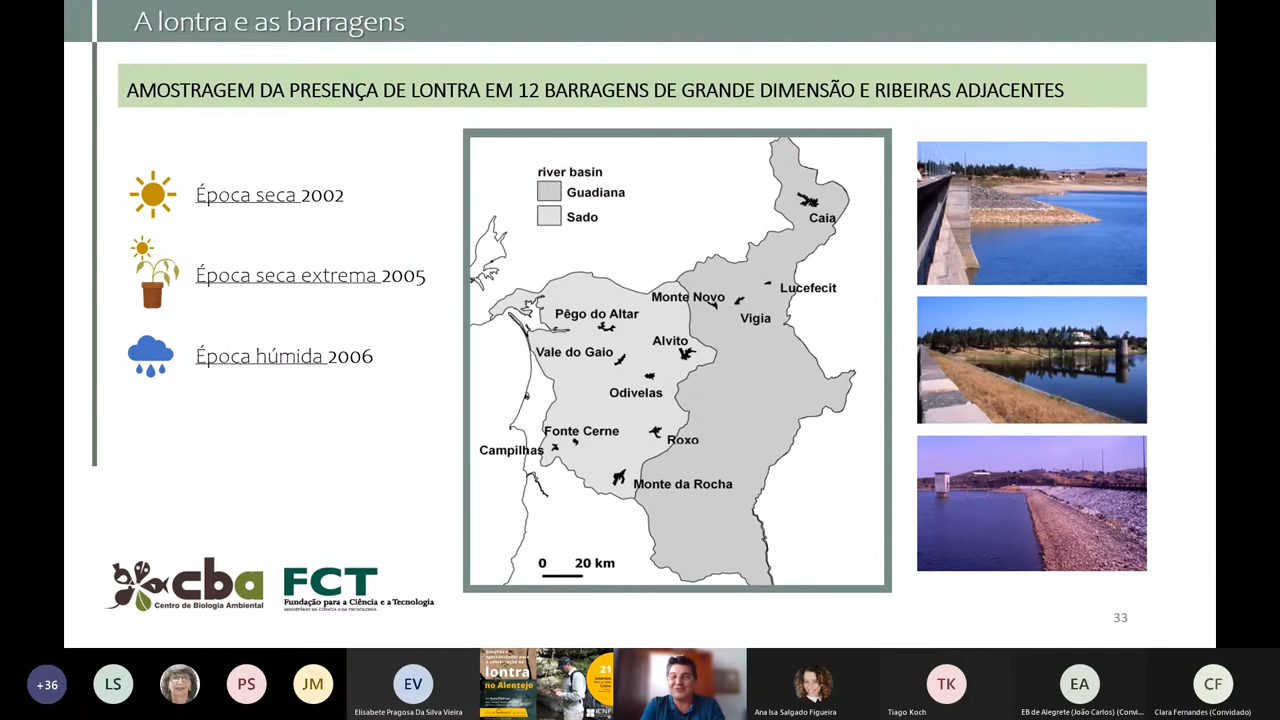 A lontra e as barragens
AMOSTRAGEM DA PRESENÇA DE LONTRA EM 12 BARRAGENS DE GRANDE DIMENSÃO E RIBEIRAS ADJACENTES
Época seca 2002
Época seca extrema 2005
Época húmida 2006
river basin
Guadiana
Sado
Caia
Lucefecit
Monte Novo
Vigia
Pêgo do Altar
Alvito
Vale do Gaio
Odivelas
Fonte Cerne
Roxo
Campilhas
Monte da Rocha
0 20 km
cba
Centro de Biologia Ambiental
FCT
Fundação para a Ciência e a Tecnologia
33
+36
LS
PS
JM
EV
Elisabete Pragosa Da Silva Vieira
lontra
no Alentejo
21
ICNF
Ana Isa Salgado Figueira
TK
Tiago Koch
EA
EB de Alegrete (João Carlos) (Convi...
CF
Clara Fernandes (Convidado)